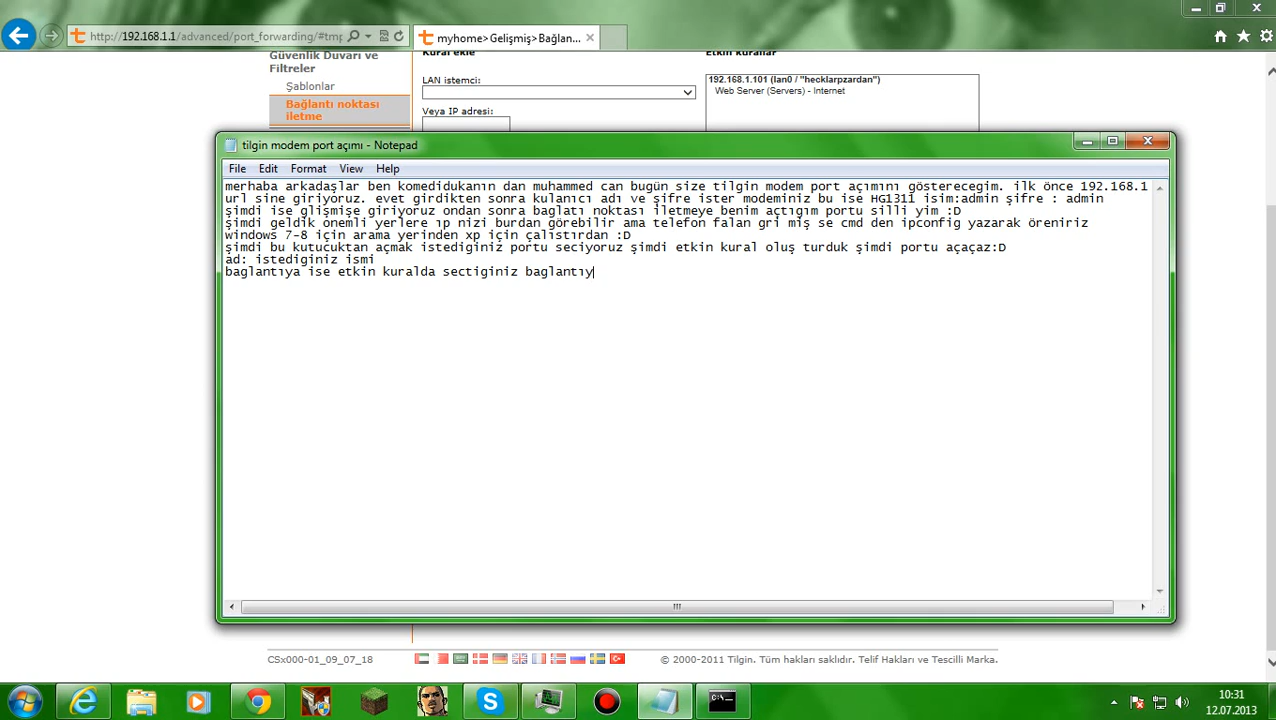 http://192.168.1.1/advanced/port_forwarding/#tmp
myhome>Gelişmiş>Bağlan...
Güvenlik Duvarı ve
Filtreler
Şablonlar
Bağlantı noktası
iletme
Kural ekle
LAN istemci:
Veya IP adresi:
Etkin kurallar
192.168.1.101 (lan0 / "hecklarpzardan")
Web Server (Servers) - Internet
tilgin modem port açımı - Notepad
File Edit Format View Help
merhaba arkadaşlar ben komedidukanın dan muhammed can bugün size tilgin modem port açımını gösterecegim. ilk önce 192.168.1
url sine giriyoruz. evet girdikten sonra kulanıcı adı ve şifre ister modeminiz bu ise HG1311 isim:admin şifre : admin
şimdi ise glişmişe giriyoruz ondan sonra baglatı noktası iletmeye benim açtıgım portu silli yim :D
şimdi geldik önemli yerlere ıp nizi burdan görebilir ama telefon falan gri miş se cmd den ipconfig yazarak öreniriz
windows 7-8 için arama yerinden xp için çalıstırdan :D
şimdi bu kutucuktan açmak istediginiz portu seciyoruz şimdi etkin kural oluş turduk şimdi portu açaçaz:D
ad: istediginiz ismi
baglantıya ise etkin kuralda sectiginiz baglantıy
CSx000-01_09_07_18
© 2000-2011 Tilgin. Tüm hakları saklıdır. Telif Hakları ve Tescilli Marka.
10:31
12.07.2013